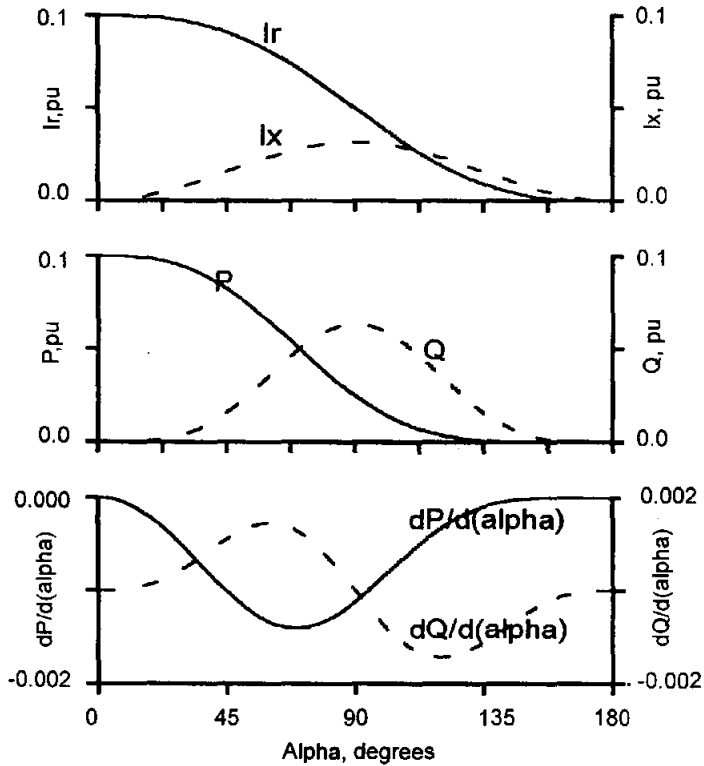 0.1
Ir
0.1
Ir,pu
Ix
Ix, pu
0.0
0.0
0.1
P
0.1
P,pu
Q
Q, pu
0.0
0.0
0.000
dP/d(alpha)
0.002
dP/d(alpha)
dQ/d(alpha)
dQ/d(alpha)
-0.002
-0.002
0 45 90 135 180
Alpha, degrees